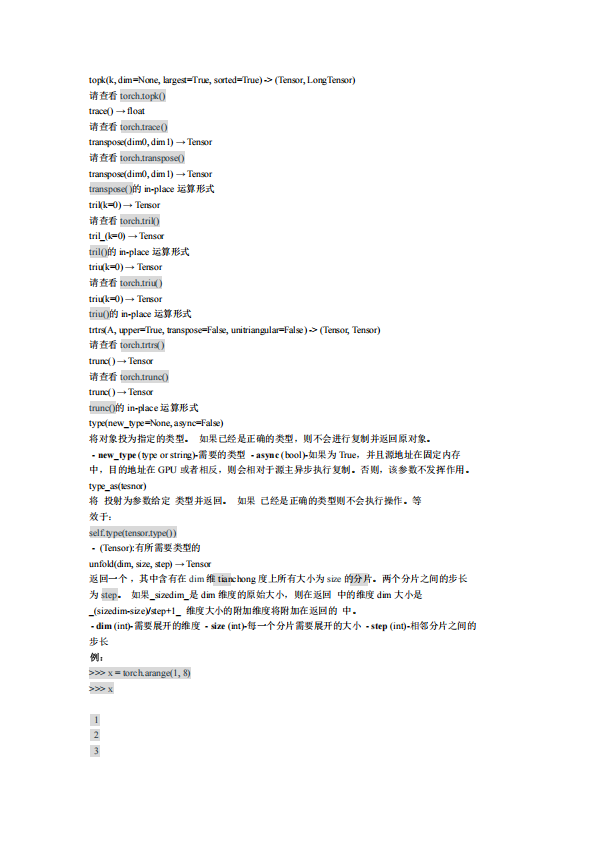 topk(k, dim=None, largest=True, sorted=True) -> (Tensor, LongTensor)
请查看 torch.topk()
trace() → float
请查看 torch.trace()
transpose(dim0, dim1) → Tensor
请查看 torch.transpose()
transpose(dim0, dim1) → Tensor
transpose()的 in-place 运算形式
tril(k=0) → Tensor
请查看 torch.tril()
tril_(k=0) → Tensor
tril()的 in-place 运算形式
triu(k=0) → Tensor
请查看 torch.triu()
triu(k=0) → Tensor
triu()的 in-place 运算形式
trtrs(A, upper=True, transpose=False, unitriangular=False) -> (Tensor, Tensor)
请查看 torch.trtrs()
trunc() → Tensor
请查看 torch.trunc()
trunc() → Tensor
trunc()的 in-place 运算形式
type(new_type=None, async=False)
将对象投为指定的类型。 如果已经是正确的类型，则不会进行复制并返回原对象。
- new_type (type or string)-需要的类型 - async (bool)-如果为 True，并且源地址在固定内存
中，目的地址在 GPU 或者相反，则会相对于源主异步执行复制。否则，该参数不发挥作用。
type_as(tesnor)
将 投射为参数给定 类型并返回。 如果 已经是正确的类型则不会执行操作。等
效于：
self.type(tensor.type())
- (Tensor):有所需要类型的
unfold(dim, size, step) → Tensor
返回一个 ，其中含有在 dim 维 tianchong 度上所有大小为 size 的分片。两个分片之间的步长
为 step。 如果_sizedim_是 dim 维度的原始大小，则在返回 中的维度 dim 大小是
_(sizedim-size)/step+1_ 维度大小的附加维度将附加在返回的 中。
- dim (int)-需要展开的维度 - size (int)-每一个分片需要展开的大小 - step (int)-相邻分片之间的
步长
例：
>>> x = torch.arange(1, 8)
>>> x
1
2
3